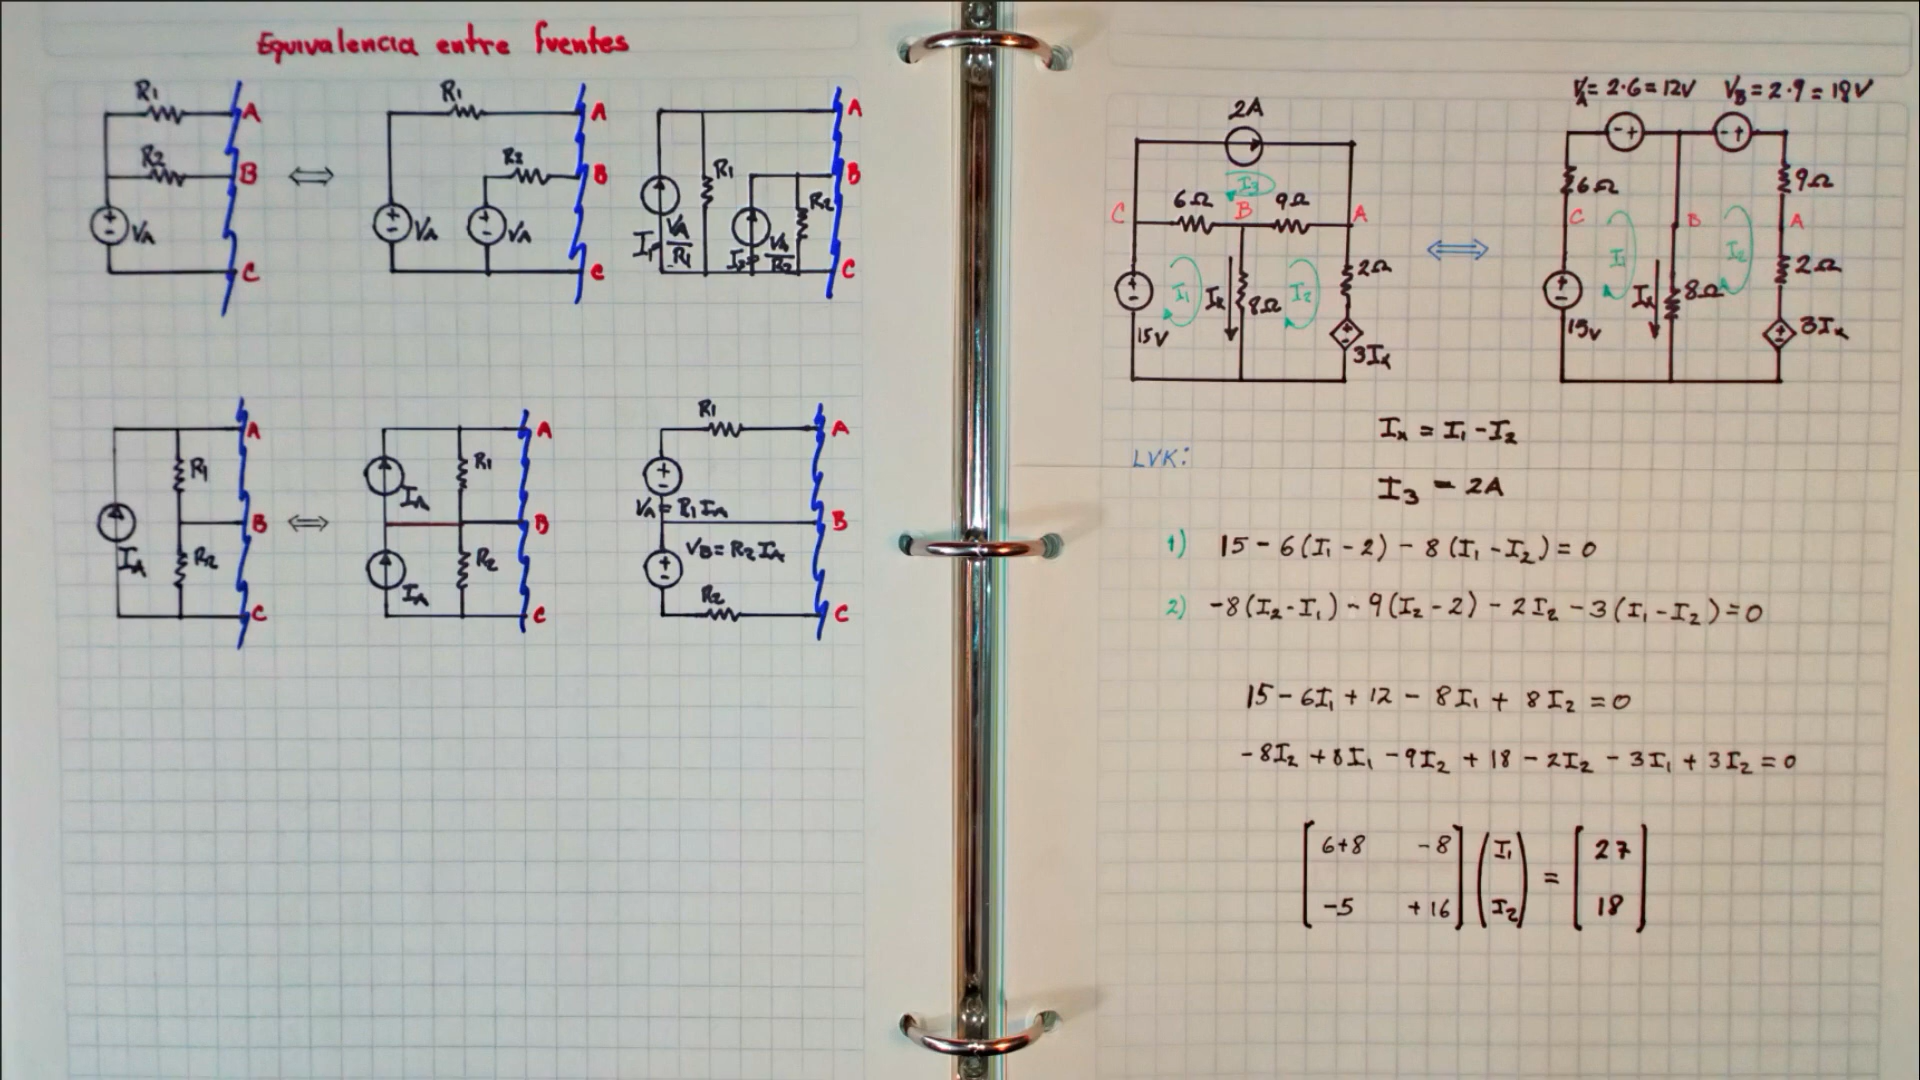 Equivalencia entre fuentes
R1 A
R2 B
VA
C
R1 A
R2 B
VA VA
C
A
R1 B
R2
I1= VA/R1 I2= VA/R2
C
A
R1
B
IA R2
C
A
R1
IA
B
R2
IA
C
R1 A
VA = R1 IA B
VB = R2 IA
R2 C
2A
I3
C 6Ω B 9Ω A
2Ω
I1 Ix 8Ω I2
15V
3Ix
VA = 2·6 = 12V VB = 2·9 = 18V
- + - +
6Ω 9Ω
C B A
I1 I2 2Ω
Ix 8Ω
15V 3Ix
Ix = I1 - I2
LVK:
I3 = 2A
1) 15 - 6(I1 - 2) - 8(I1 - I2) = 0
2) -8(I2 - I1) - 9(I2 - 2) - 2I2 - 3(I1 - I2) = 0
15 - 6I1 + 12 - 8I1 + 8I2 = 0
-8I2 + 8I1 - 9I2 + 18 - 2I2 - 3I1 + 3I2 = 0
6+8 -8 I1 = 27
-5 +16 I2 18